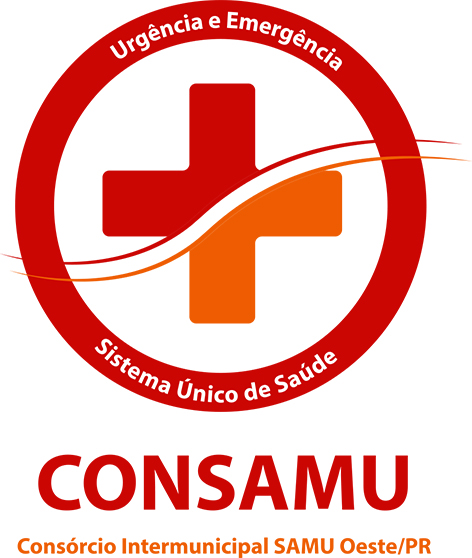 Urgência e Emergência
Sistema Único de Saúde
CONSAMU
Consórcio Intermunicipal SAMU Oeste/PR